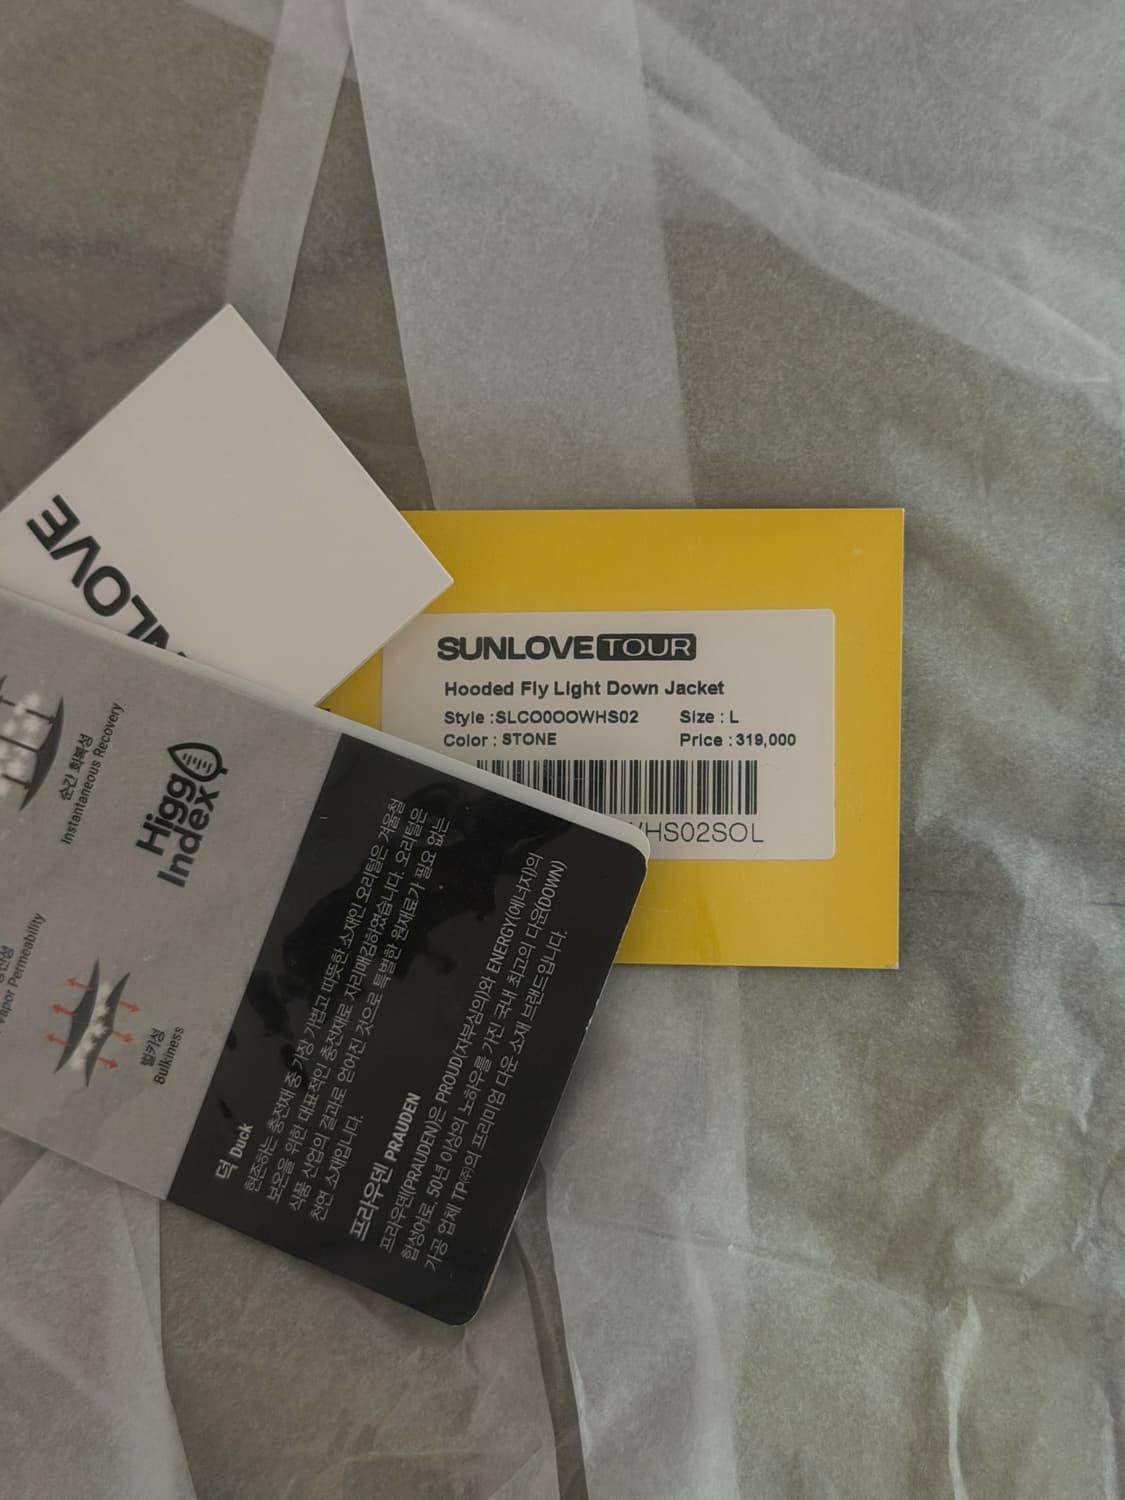 SUNLOVE TOUR
Hooded Fly Light Down Jacket
Style :SLCO0OOWHS02 Size : L
Color : STONE Price : 319,000
HS02SOL
NLOVE
순간 회복성
Instantaneous Recovery
Higg
Index
Vapor Permeability
벌키성
Bulkiness
덕 Duck
현존하는 충전재 중 가장 가볍고 따뜻한 소재인 오리털은 겨울철
보온을 위한 대표적인 충전재로 자리매김하였습니다. 오리털은
식품 산업의 결과로 얻어진 것으로 특별한 원재료가 필요 없는
천연 소재입니다.
프라우덴 PRAUDEN
프라우덴(PRAUDEN)은 PROUD(자부심의)와 ENERGY(에너지)의
합성어로, 50년 이상의 노하우를 가진 국내 최고의 다운(DOWN)
가공 업체 TP㈜의 프리미엄 다운 소재 브랜드입니다.